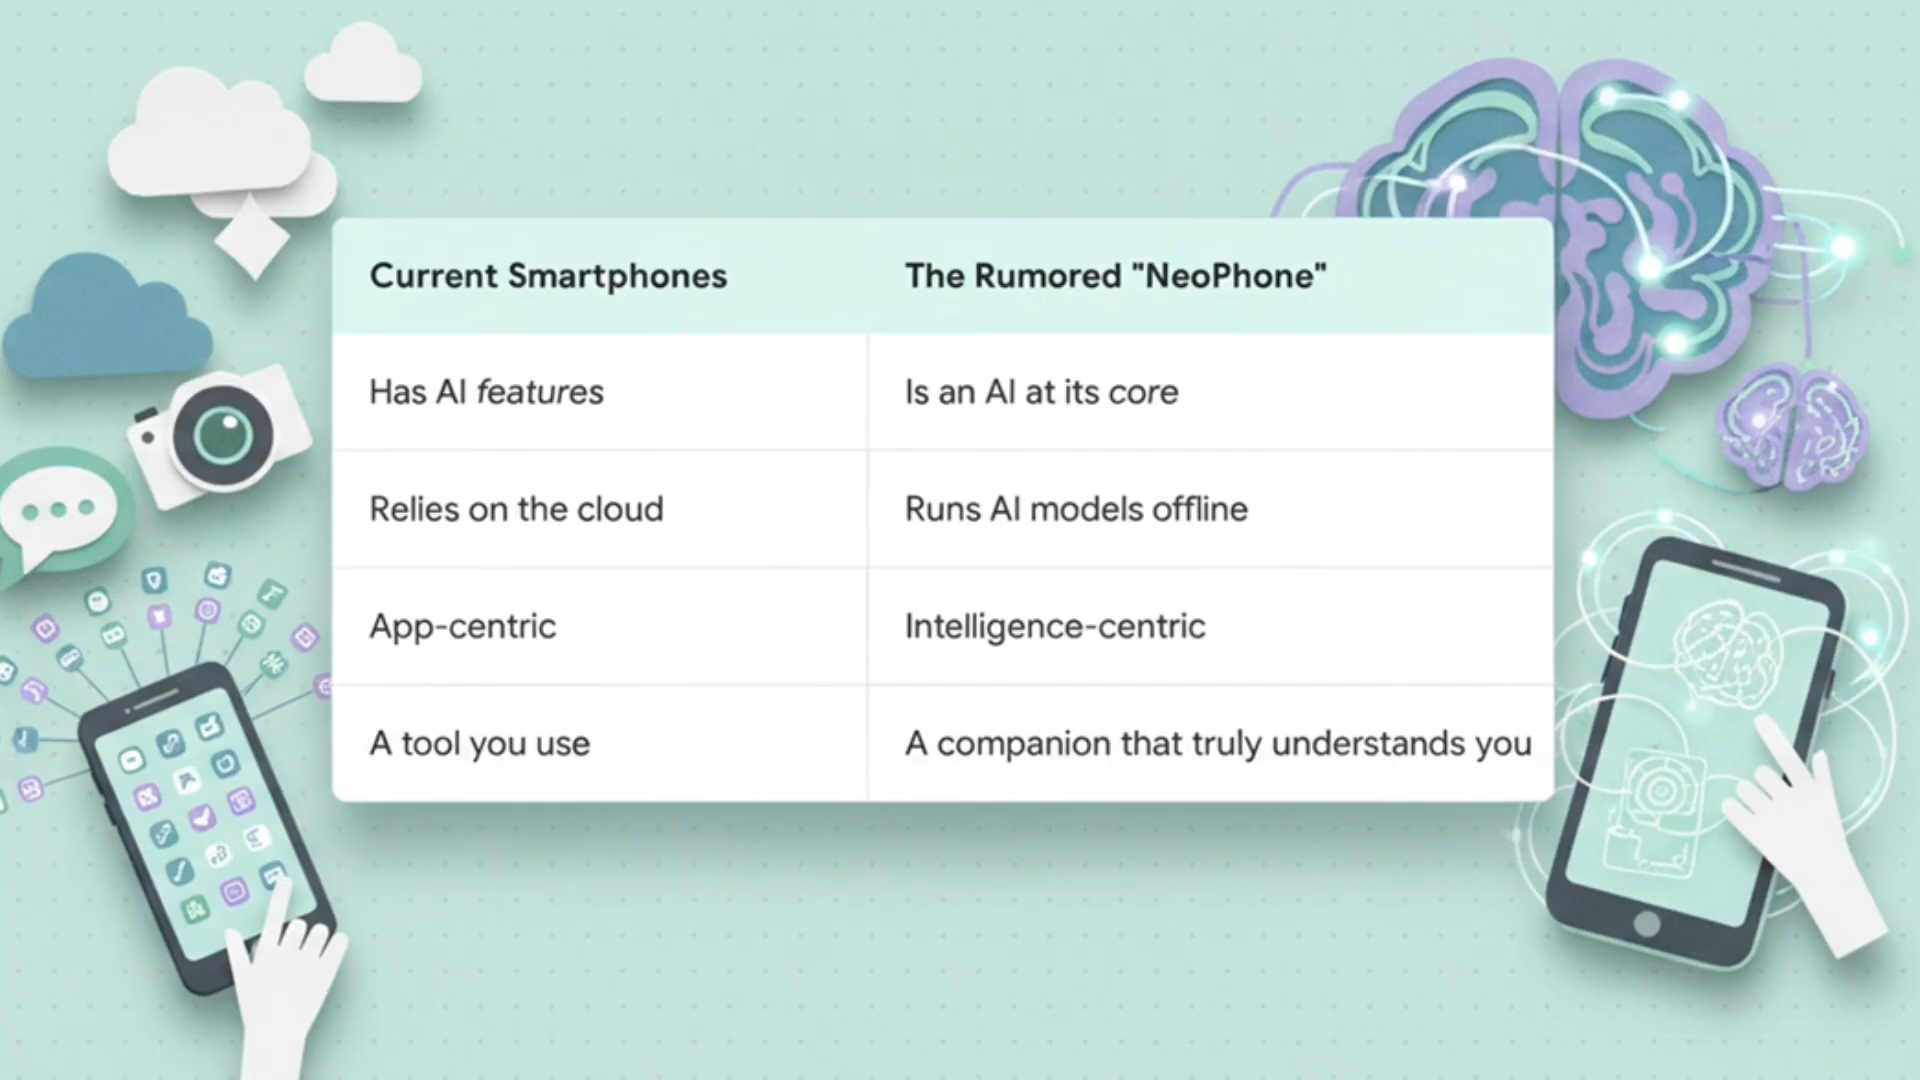 Current Smartphones
The Rumored "NeoPhone"
Has AI features
Is an AI at its core
Relies on the cloud
Runs AI models offline
App-centric
Intelligence-centric
A tool you use
A companion that truly understands you